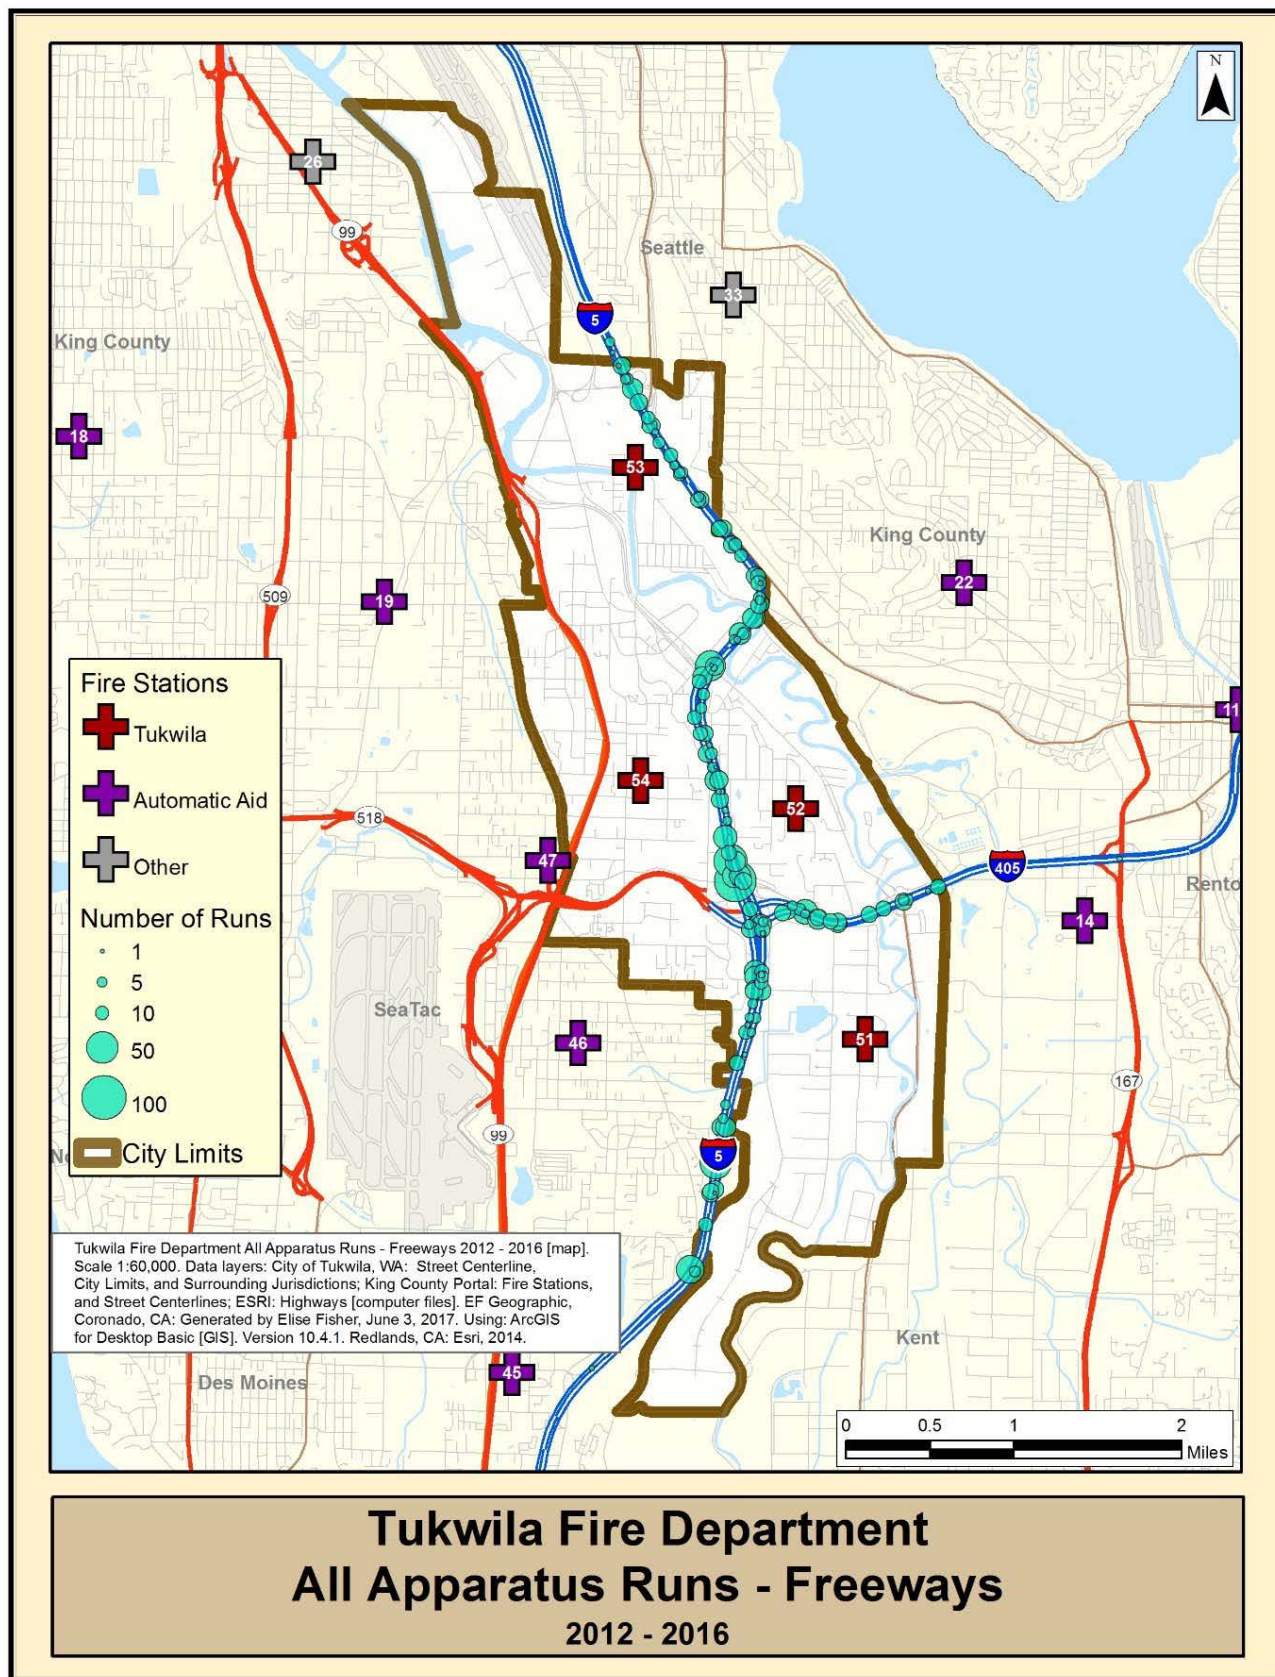 N
26
99
Seattle
33
5
King County
18
53
King County
22
509
19
Fire Stations
Tukwila
11
54
52
Automatic Aid
518
47
405
Other
Rento
14
Number of Runs
1
5
10
SeaTac
50
46
51
100
167
99
City Limits
No
5
Tukwila Fire Department All Apparatus Runs - Freeways 2012 - 2016 [map].
Scale 1:60,000. Data layers: City of Tukwila, WA: Street Centerline,
City Limits, and Surrounding Jurisdictions; King County Portal: Fire Stations,
and Street Centerlines; ESRI: Highways [computer files]. EF Geographic,
Coronado, CA: Generated by Elise Fisher, June 3, 2017. Using: ArcGIS
for Desktop Basic [GIS]. Version 10.4.1. Redlands, CA: Esri, 2014.
Kent
45
Des Moines
0 0.5 1 2
Miles
Tukwila Fire Department
All Apparatus Runs - Freeways
2012 - 2016